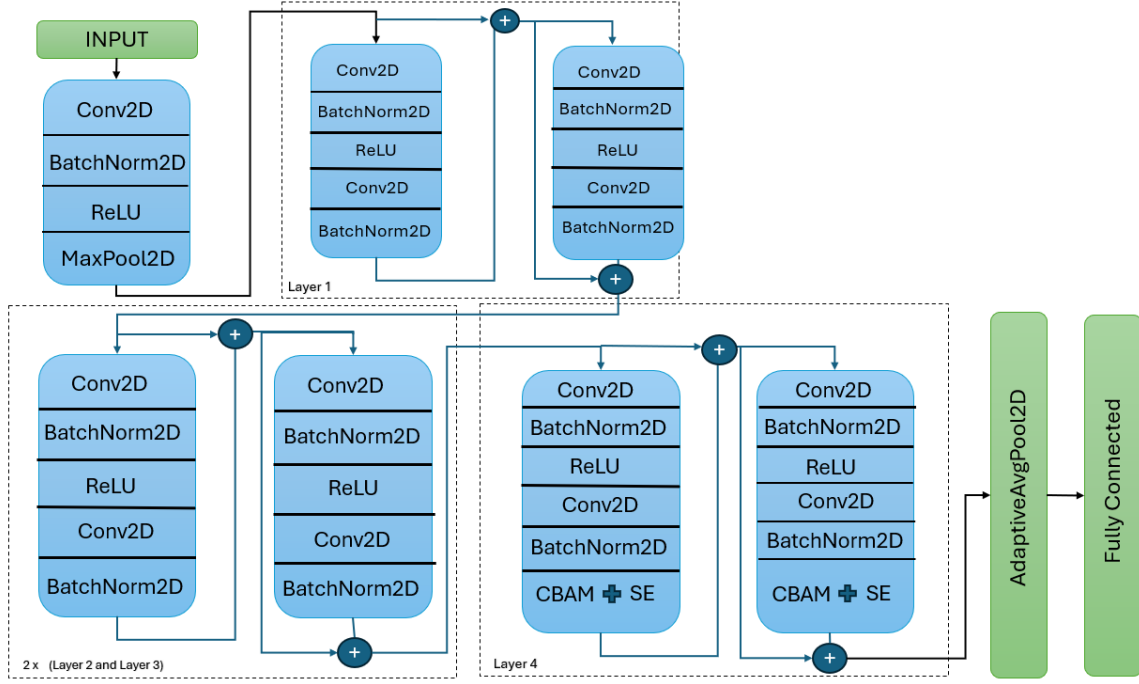 INPUT
Conv2D
BatchNorm2D
ReLU
MaxPool2D
Conv2D
BatchNorm2D
ReLU
Conv2D
BatchNorm2D
+
Conv2D
BatchNorm2D
ReLU
Conv2D
BatchNorm2D
+
Layer 1
Conv2D
BatchNorm2D
ReLU
Conv2D
BatchNorm2D
+
Conv2D
BatchNorm2D
ReLU
Conv2D
BatchNorm2D
+
2 x (Layer 2 and Layer 3)
Conv2D
BatchNorm2D
ReLU
Conv2D
BatchNorm2D
CBAM + SE
+
Conv2D
BatchNorm2D
ReLU
Conv2D
BatchNorm2D
CBAM + SE
+
Layer 4
AdaptiveAvgPool2D
Fully Connected